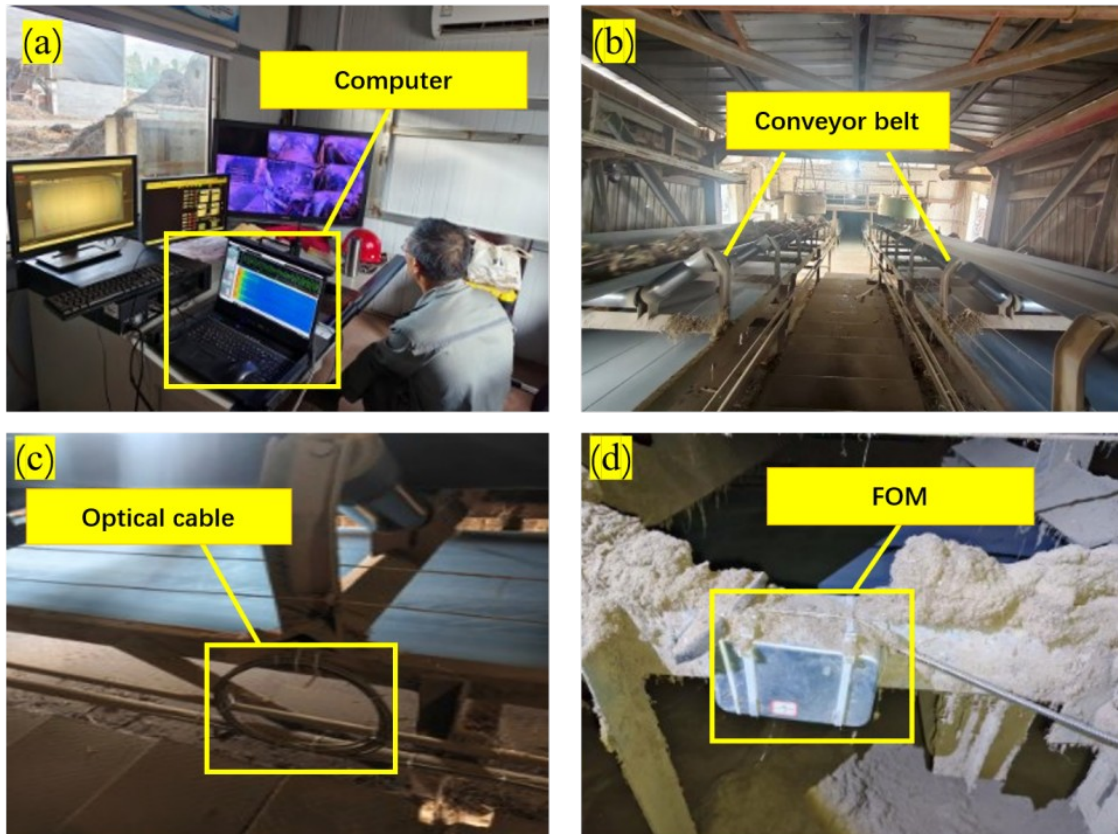 (a)
Computer
(b)
Conveyor belt
(c)
Optical cable
(d)
FOM